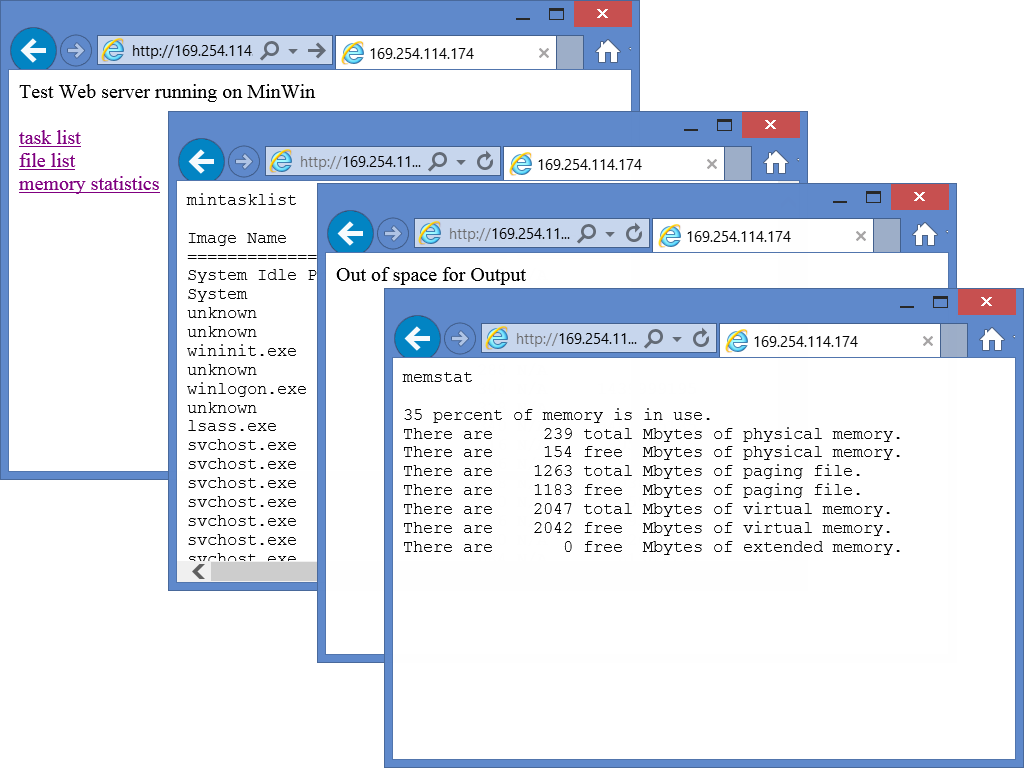 http://169.254.114
169.254.114.174
Test Web server running on MinWin
task list
file list
memory statistics
http://169.254.11...
169.254.114.174
mintasklist
Image Name
=============
System Idle P
System
unknown
unknown
wininit.exe
unknown
winlogon.exe
unknown
lsass.exe
svchost.exe
svchost.exe
svchost.exe
svchost.exe
svchost.exe
svchost.exe
svchost.exe
http://169.254.11...
169.254.114.174
Out of space for Output
http://169.254.11...
169.254.114.174
memstat
35 percent of memory is in use.
There are     239 total Mbytes of physical memory.
There are     154 free  Mbytes of physical memory.
There are    1263 total Mbytes of paging file.
There are    1183 free  Mbytes of paging file.
There are    2047 total Mbytes of virtual memory.
There are    2042 free  Mbytes of virtual memory.
There are       0 free  Mbytes of extended memory.